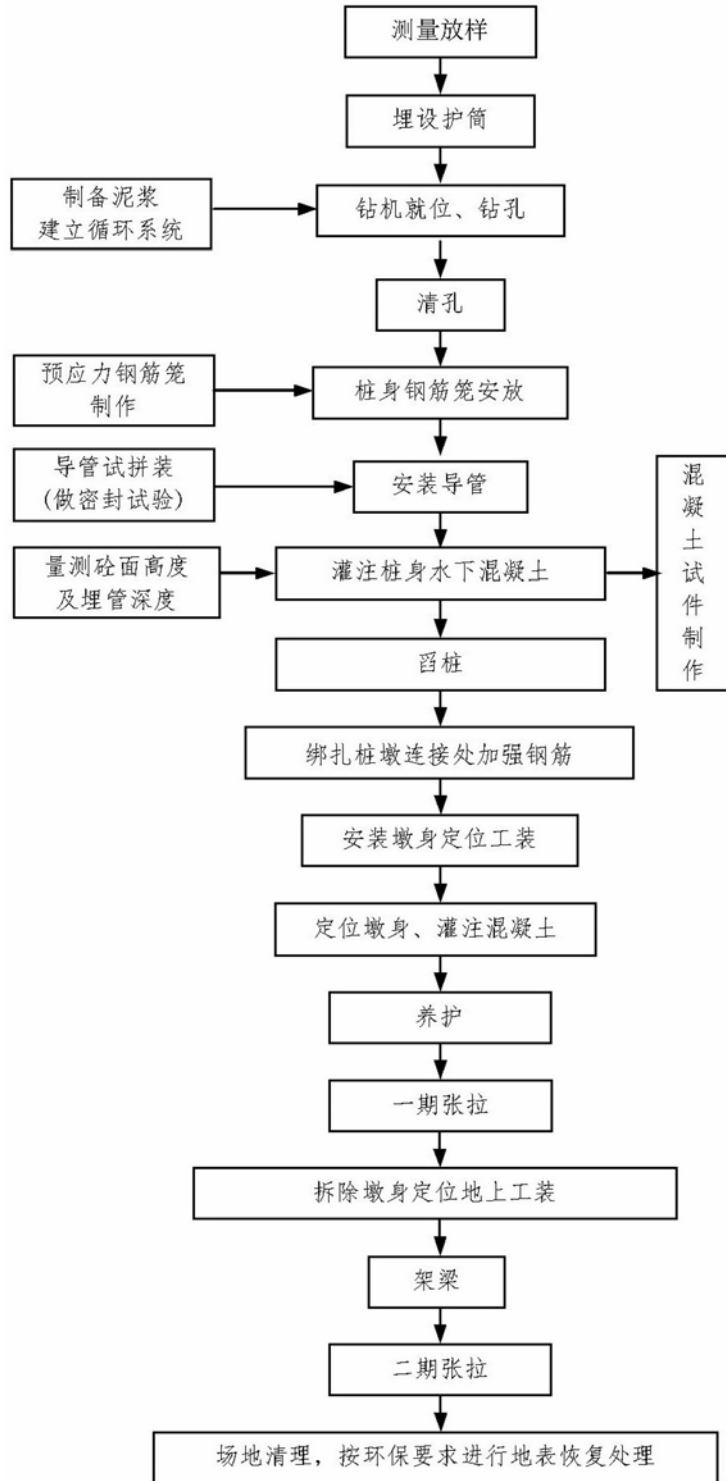 测量放样
埋设护筒
制备泥浆
建立循环系统
钻机就位、钻孔
清孔
预应力钢筋笼
制作
桩身钢筋笼安放
导管试拼装
(做密封试验)
安装导管
量测砼面高度
及埋管深度
灌注桩身水下混凝土
混凝土试件制作
舀桩
绑扎桩墩连接处加强钢筋
安装墩身定位工装
定位墩身、灌注混凝土
养护
一期张拉
拆除墩身定位地上工装
架梁
二期张拉
场地清理，按环保要求进行地表恢复处理